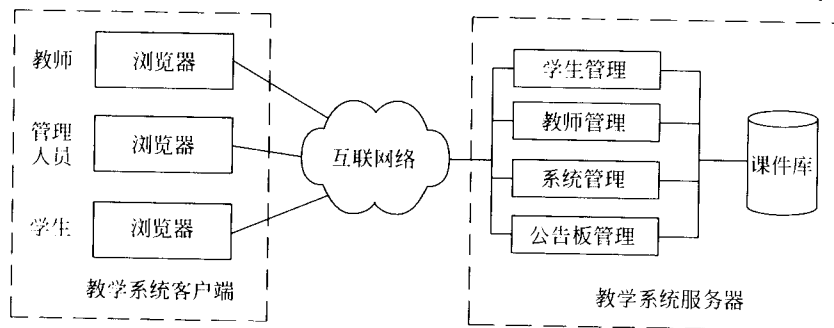 教师
浏览器
管理
人员
浏览器
学生
浏览器
教学系统客户端
互联网络
学生管理
教师管理
系统管理
公告板管理
课件库
教学系统服务器